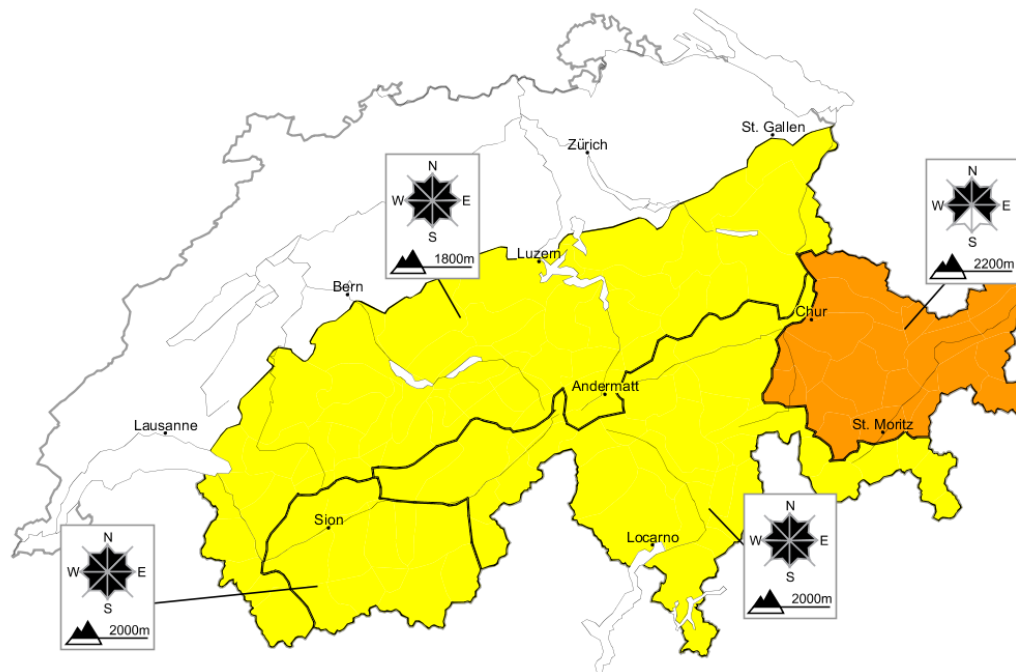 St. Gallen
Zürich
N
W E
S
1800m
N
W E
S
2200m
Luzern
Bern
Chur
Andermatt
Lausanne
St. Moritz
Sion
N
W E
S
2000m
Locarno
N
W E
S
2000m